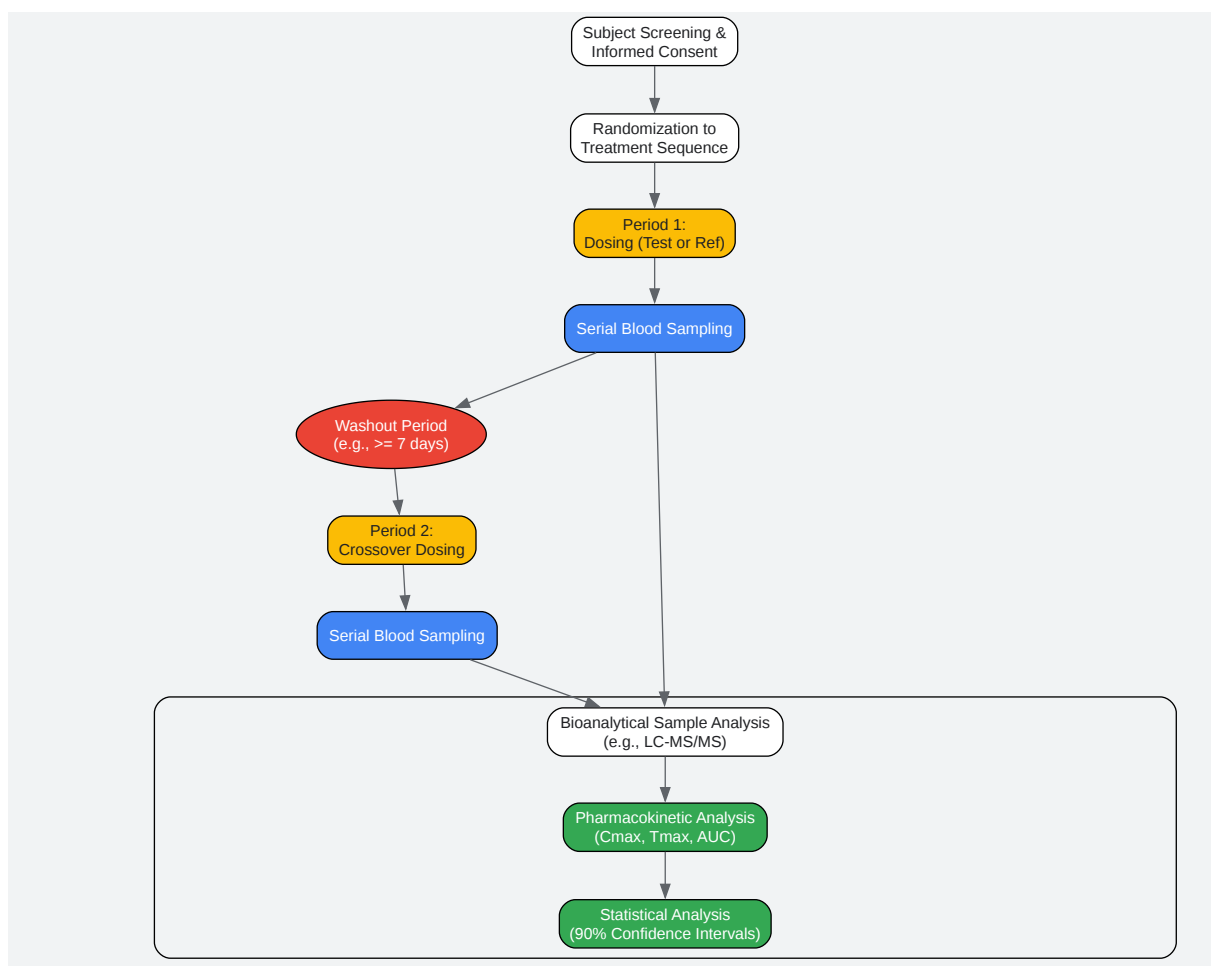 Subject Screening &
Informed Consent
Randomization to
Treatment Sequence
Period 1:
Dosing (Test or Ref)
Serial Blood Sampling
Washout Period
(e.g., >= 7 days)
Period 2:
Crossover Dosing
Serial Blood Sampling
Bioanalytical Sample Analysis
(e.g., LC-MS/MS)
Pharmacokinetic Analysis
(Cmax, Tmax, AUC)
Statistical Analysis
(90% Confidence Intervals)